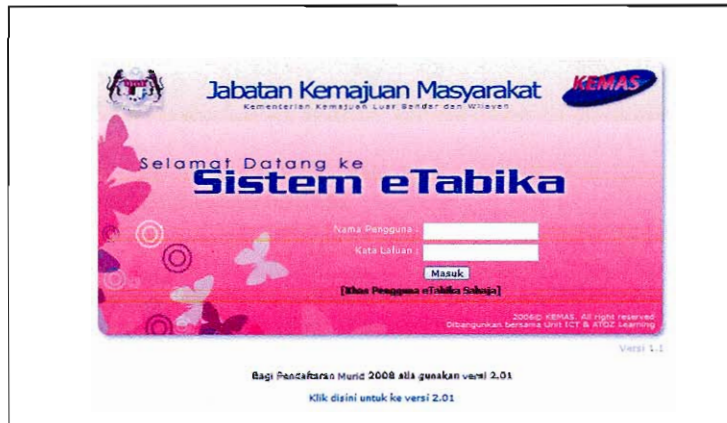 Jabatan Kemajuan Masyarakat
Kementerian Kemajuan Luar Bandar dan Wilayah
KEMAS
Selamat Datang ke
Sistem eTabika
Nama Pengguna :
Kata Laluan :
Masuk
[Khas Pengguna eTabika Sahaja]
2006© KEMAS. All right reserved
Dibangunkan bersama Unit ICT & ATOZ Learning
Versi 1.1
Bagi Pendaftaran Murid 2008 sila gunakan versi 2.01
Klik disini untuk ke versi 2.01